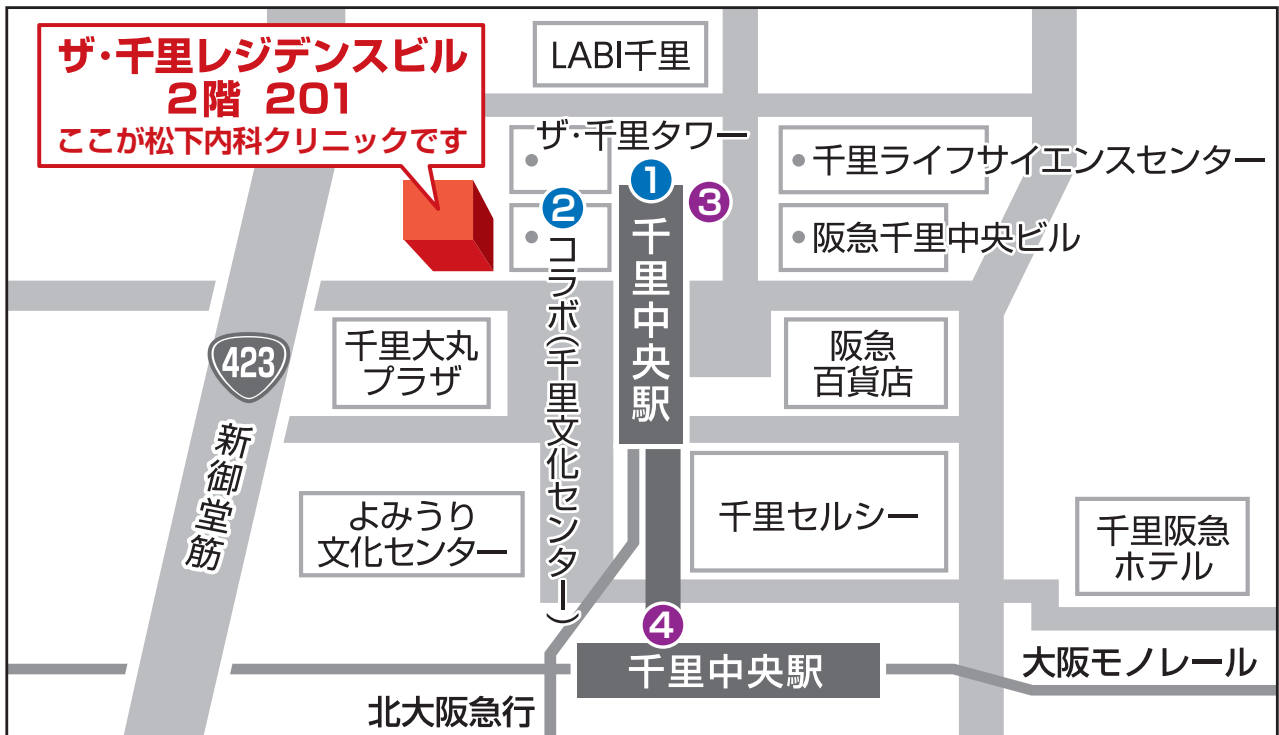 ザ・千里レジデンスビル
2階 201
ここが松下内科クリニックです
LABI千里
ザ・千里タワー
千里ライフサイエンスセンター
1
3
2
阪急千里中央ビル
コラボ(千里文化センター)
千里中央駅
423
新御堂筋
千里大丸
プラザ
阪急
百貨店
よみうり
文化センター
千里セルシー
千里阪急
ホテル
4
千里中央駅
大阪モノレール
北大阪急行